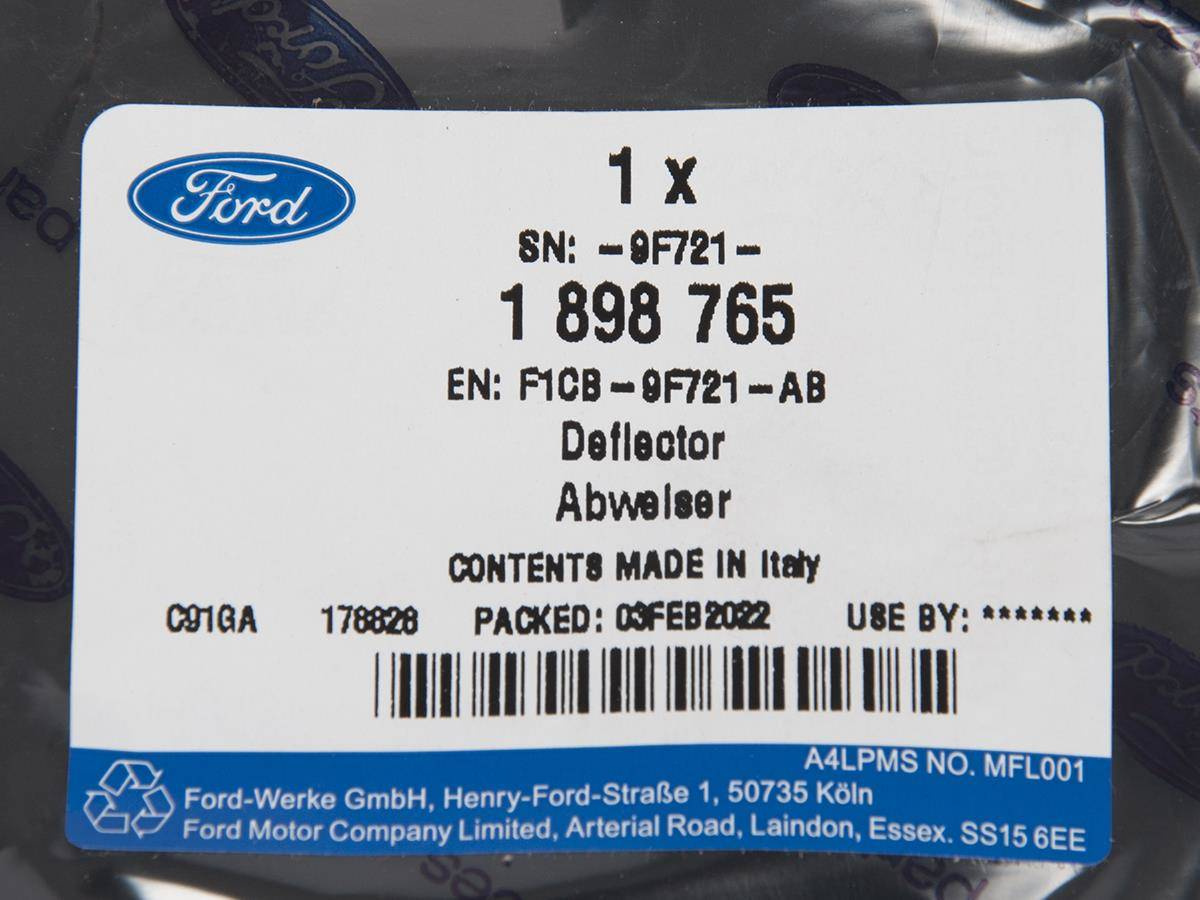 Ford
1 x
SN: -9F721-
1 898 765
EN: F1CB-9F721-AB
Deflector
Abweiser
CONTENTS MADE IN Italy
C91GA 178828 PACKED: 03FEB2022 USE BY: *******
A4LPMS NO. MFL001
Ford-Werke GmbH, Henry-Ford-Straße 1, 50735 Köln
Ford Motor Company Limited, Arterial Road, Laindon, Essex. SS15 6EE